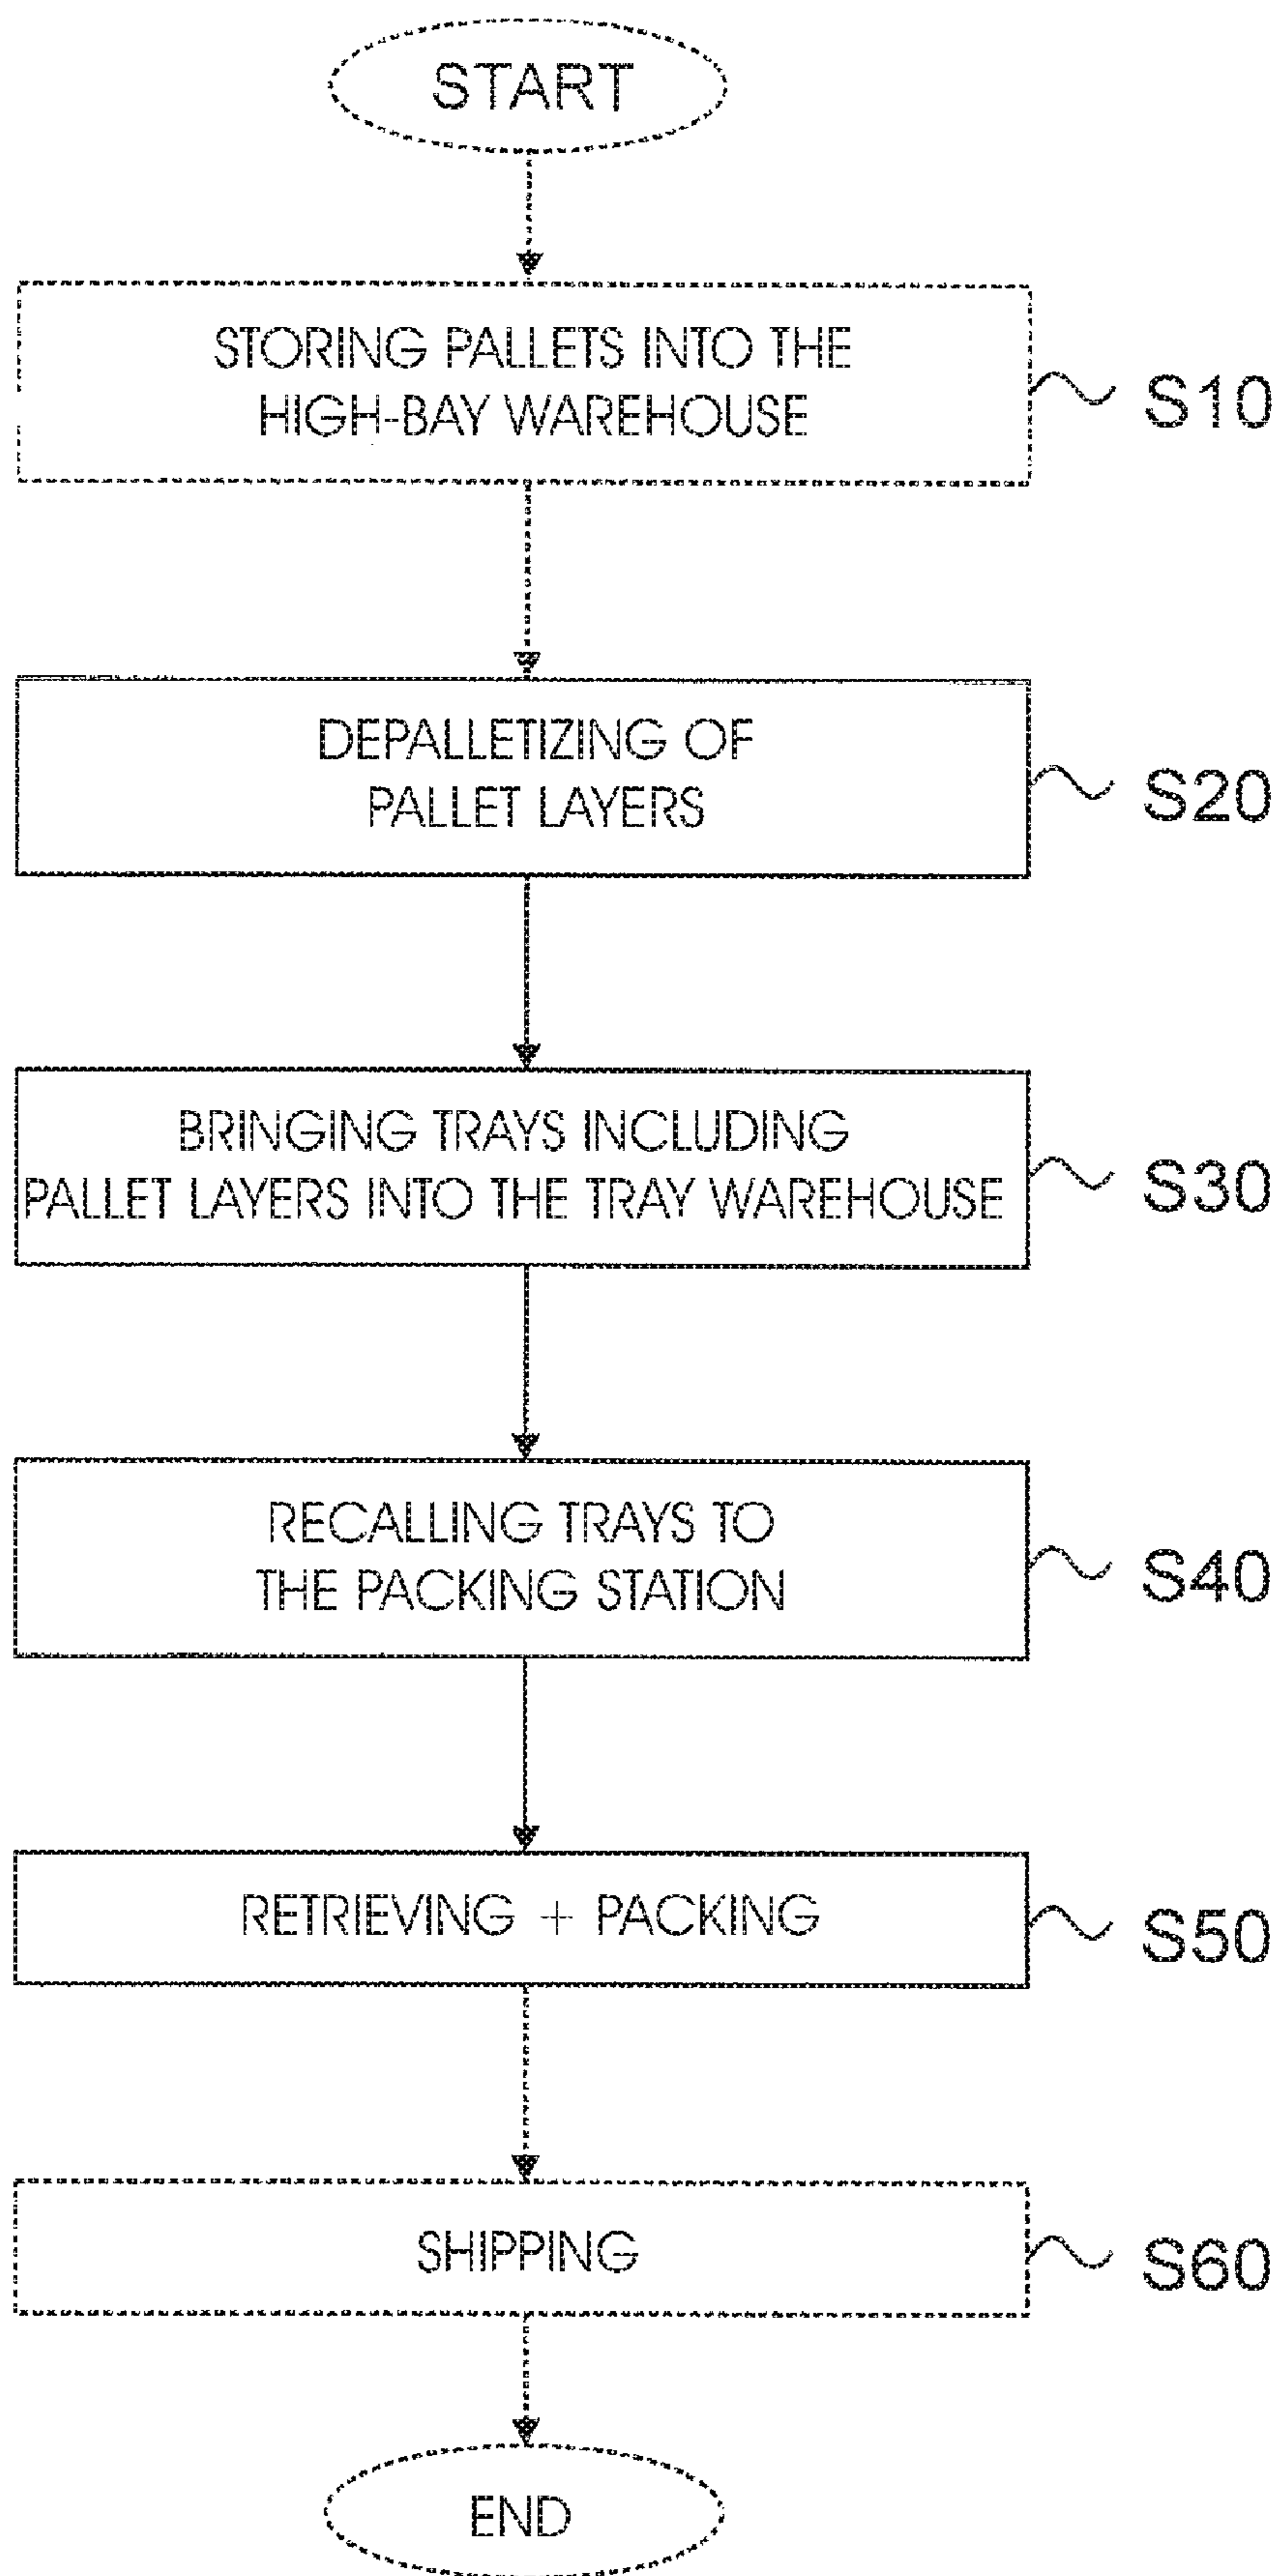 START
STORING PALLETS INTO THE
HIGH-BAY WAREHOUSE
S10
DEPALLETIZING OF
PALLET LAYERS
S20
BRINGING TRAYS INCLUDING
PALLET LAYERS INTO THE TRAY WAREHOUSE
S30
RECALLING TRAYS TO
THE PACKING STATION
S40
RETRIEVING + PACKING
S50
SHIPPING
S60
END